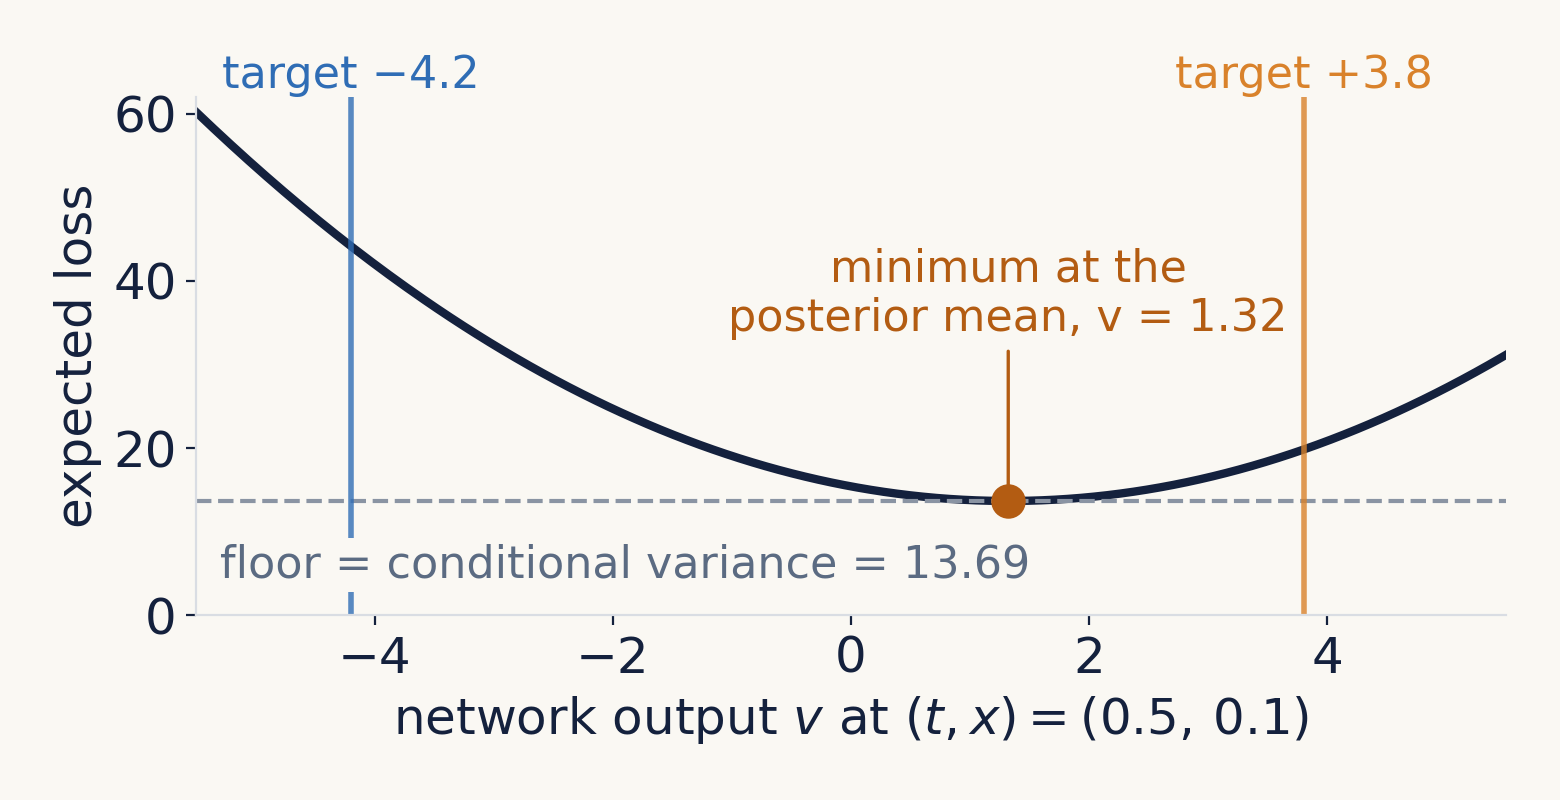 target −4.2
target +3.8
60
40
20
0
expected loss
minimum at the
posterior mean, v = 1.32
floor = conditional variance = 13.69
−4
−2
0
2
4
network output v at (t, x) = (0.5, 0.1)